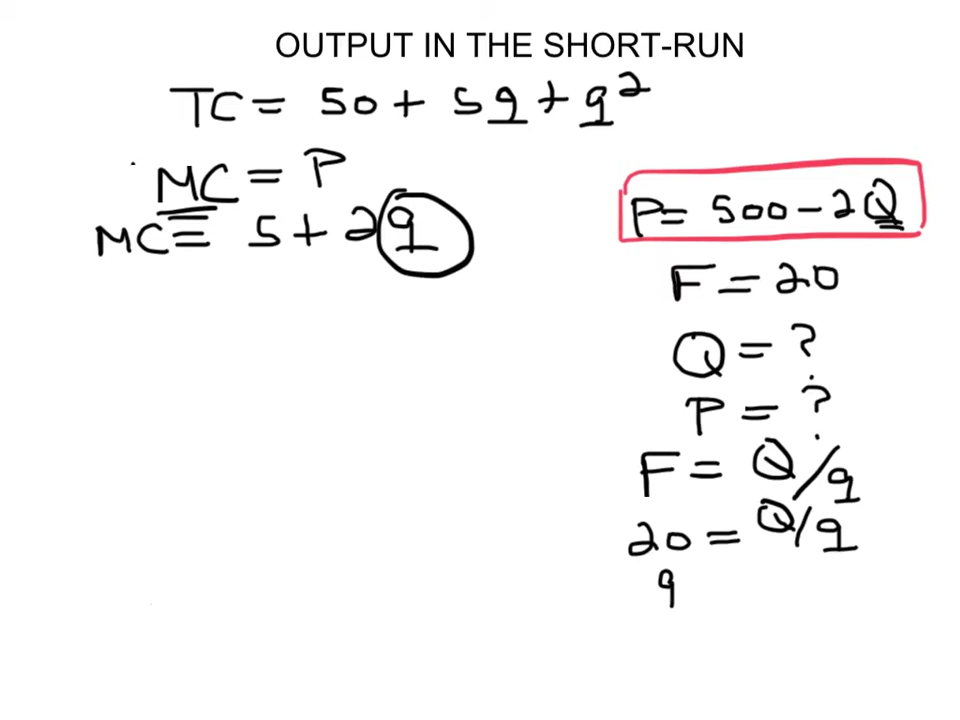 OUTPUT IN THE SHORT-RUN
TC = 50 + 5q + q²
MC = P
MC = 5 + 2q
P = 500 - 2Q
F = 20
Q = ?
P = ?
F = Q/q
20 = Q/q
q